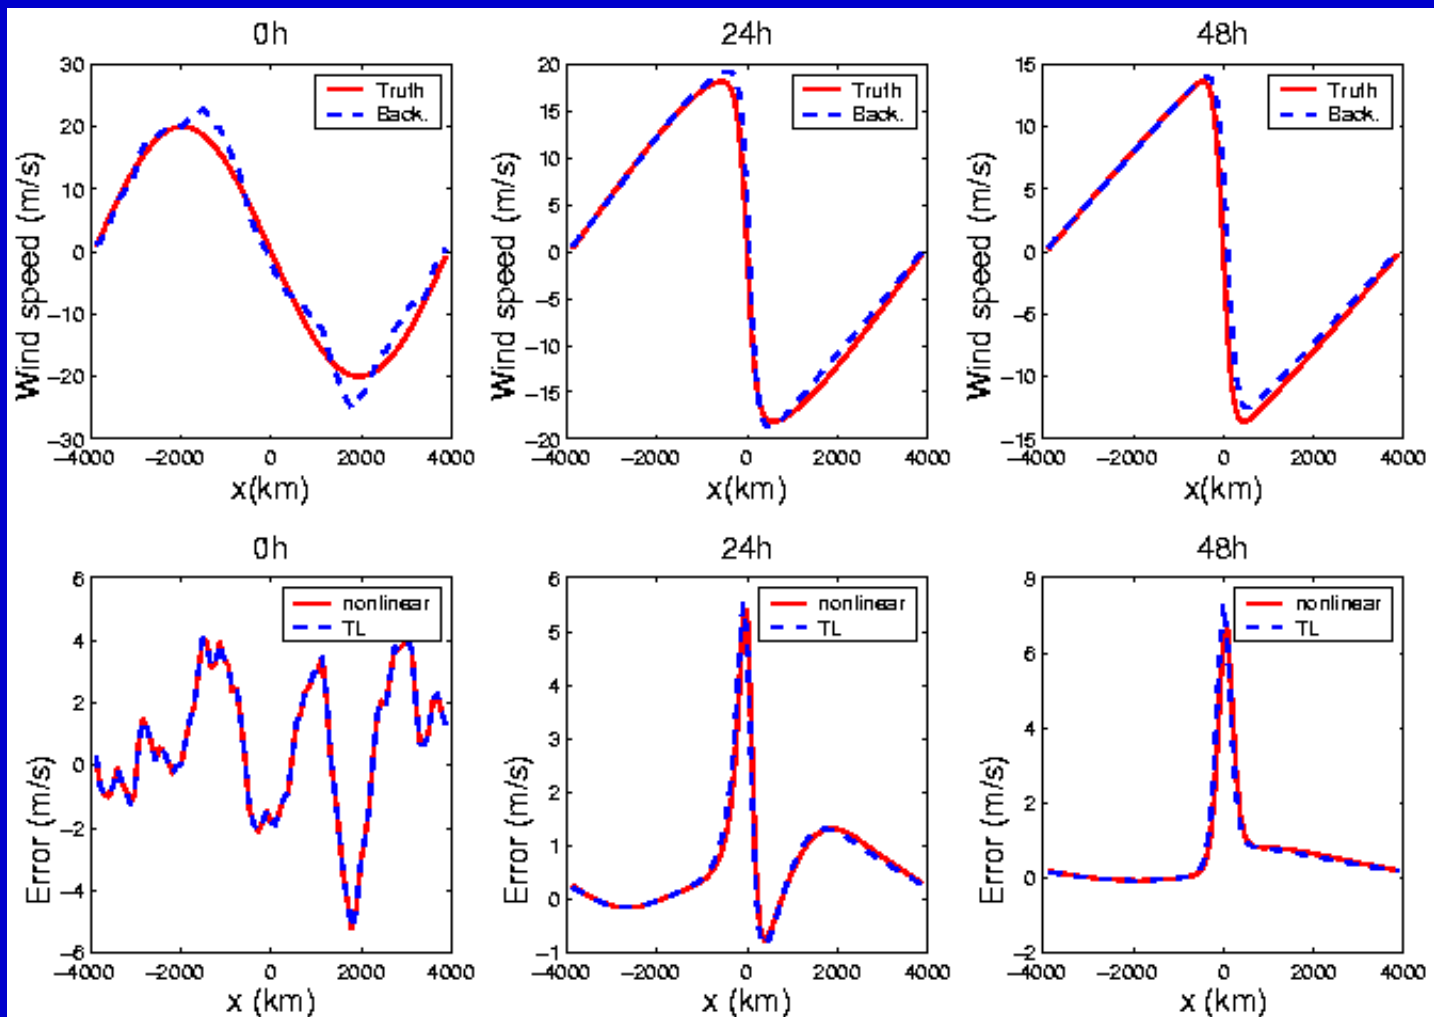 0h
30
20
10
0
−10
−20
−30
−4000 −2000 0 2000 4000
Wind speed (m/s)
x(km)
Truth
Back.
24h
20
15
10
5
0
−5
−10
−15
−20
−4000 −2000 0 2000 4000
Wind speed (m/s)
x(km)
Truth
Back.
48h
15
10
5
0
−5
−10
−15
−4000 −2000 0 2000 4000
Wind speed (m/s)
x(km)
Truth
Back.
0h
6
4
2
0
−2
−4
−6
−4000 −2000 0 2000 4000
Error (m/s)
x (km)
nonlinear
TL
24h
6
5
4
3
2
1
0
−1
−4000 −2000 0 2000 4000
Error (m/s)
x (km)
nonlinear
TL
48h
8
6
4
2
0
−2
−4000 −2000 0 2000 4000
Error (m/s)
x (km)
nonlinear
TL